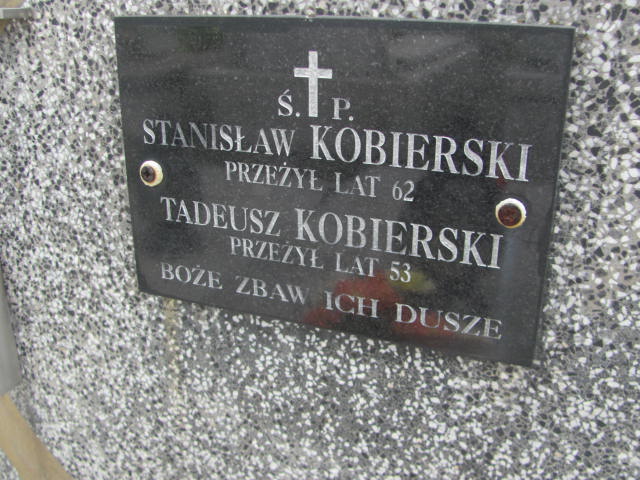 Ś. P.
STANISŁAW KOBIERSKI
PRZEŻYŁ LAT 62
TADEUSZ KOBIERSKI
PRZEŻYŁ LAT 53
BOŻE ZBAW ICH DUSZE